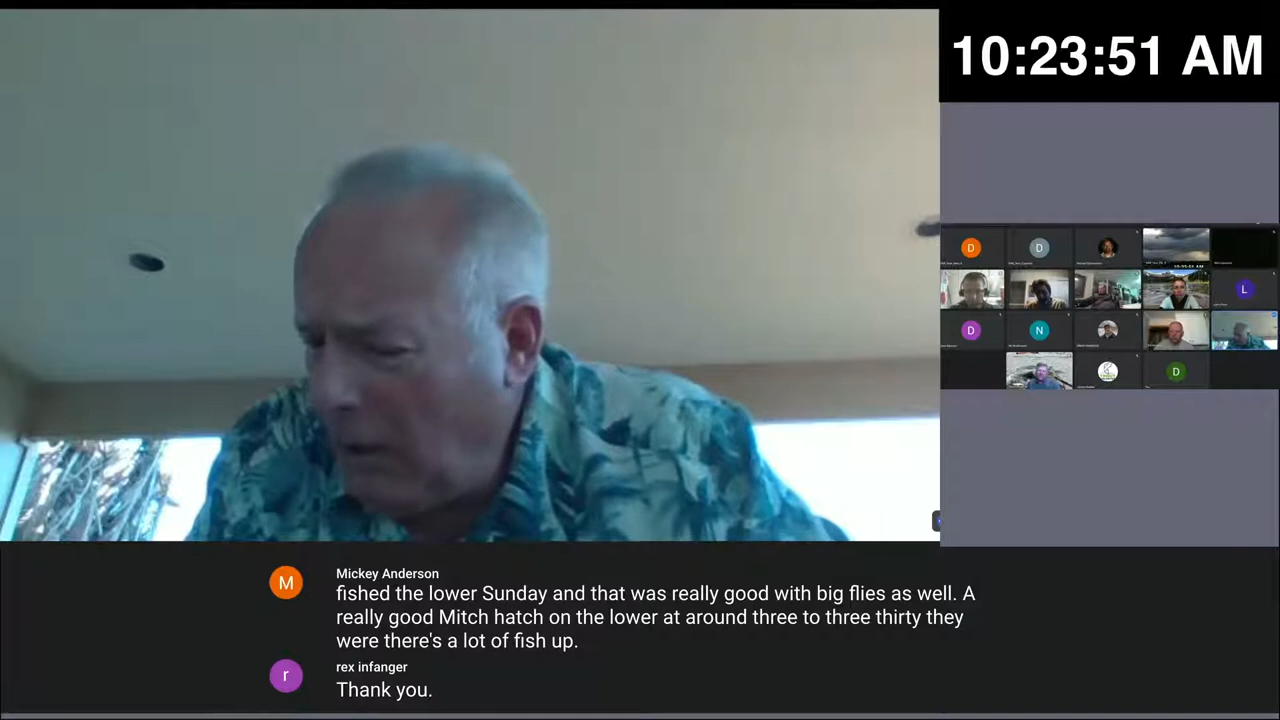 10:23:51 AM
D
D
L
D
N
D
M
Mickey Anderson
fished the lower Sunday and that was really good with big flies as well. A
really good Mitch hatch on the lower at around three to three thirty they
were there's a lot of fish up.
r
rex infanger
Thank you.